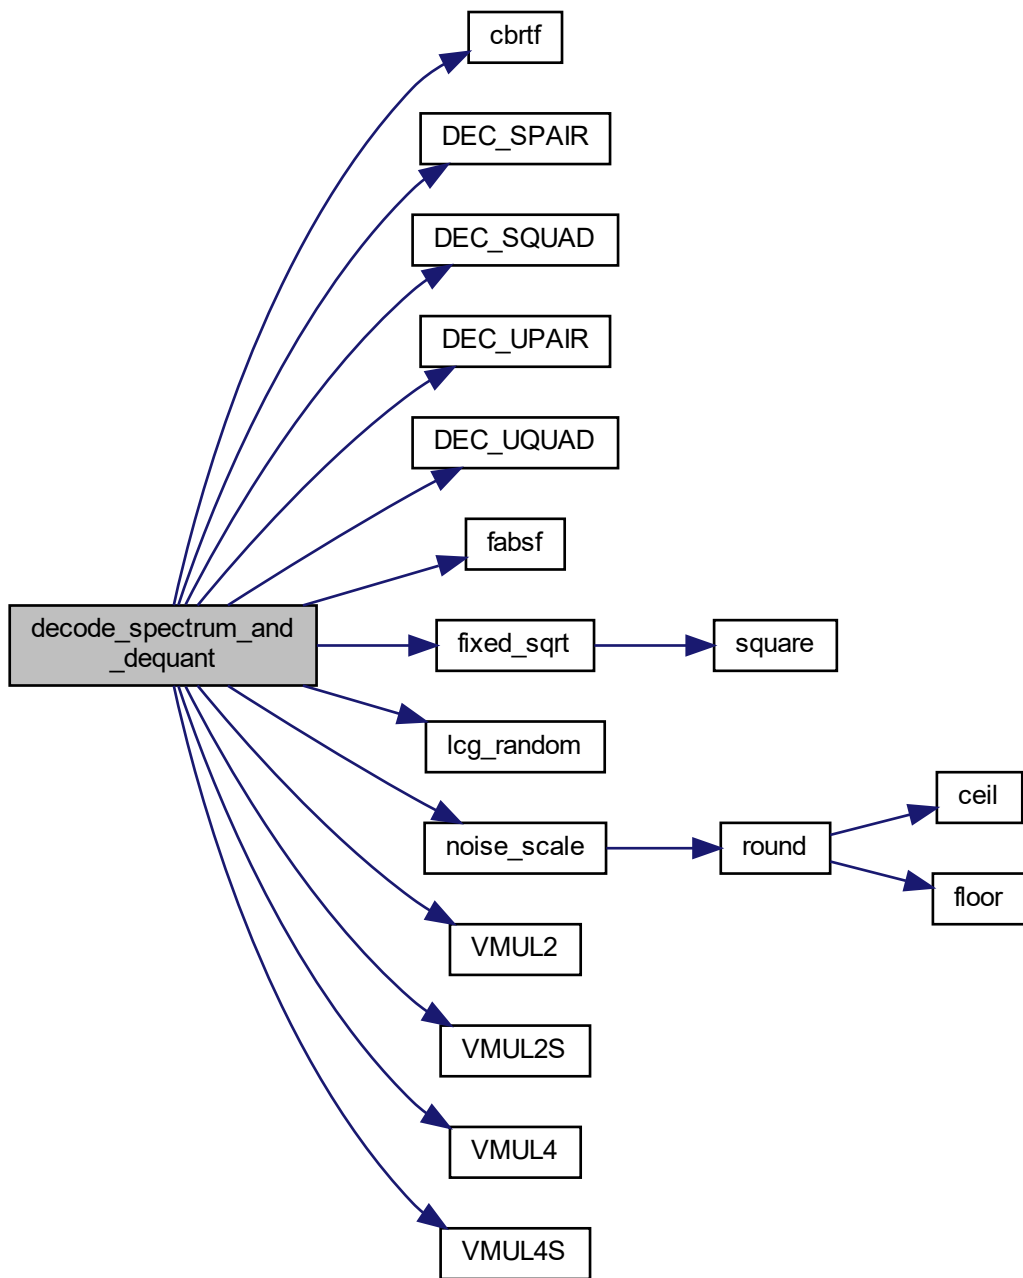 cbrtf
DEC_SPAIR
DEC_SQUAD
DEC_UPAIR
DEC_UQUAD
fabsf
decode_spectrum_and
_dequant
fixed_sqrt
square
lcg_random
ceil
noise_scale
round
floor
VMUL2
VMUL2S
VMUL4
VMUL4S